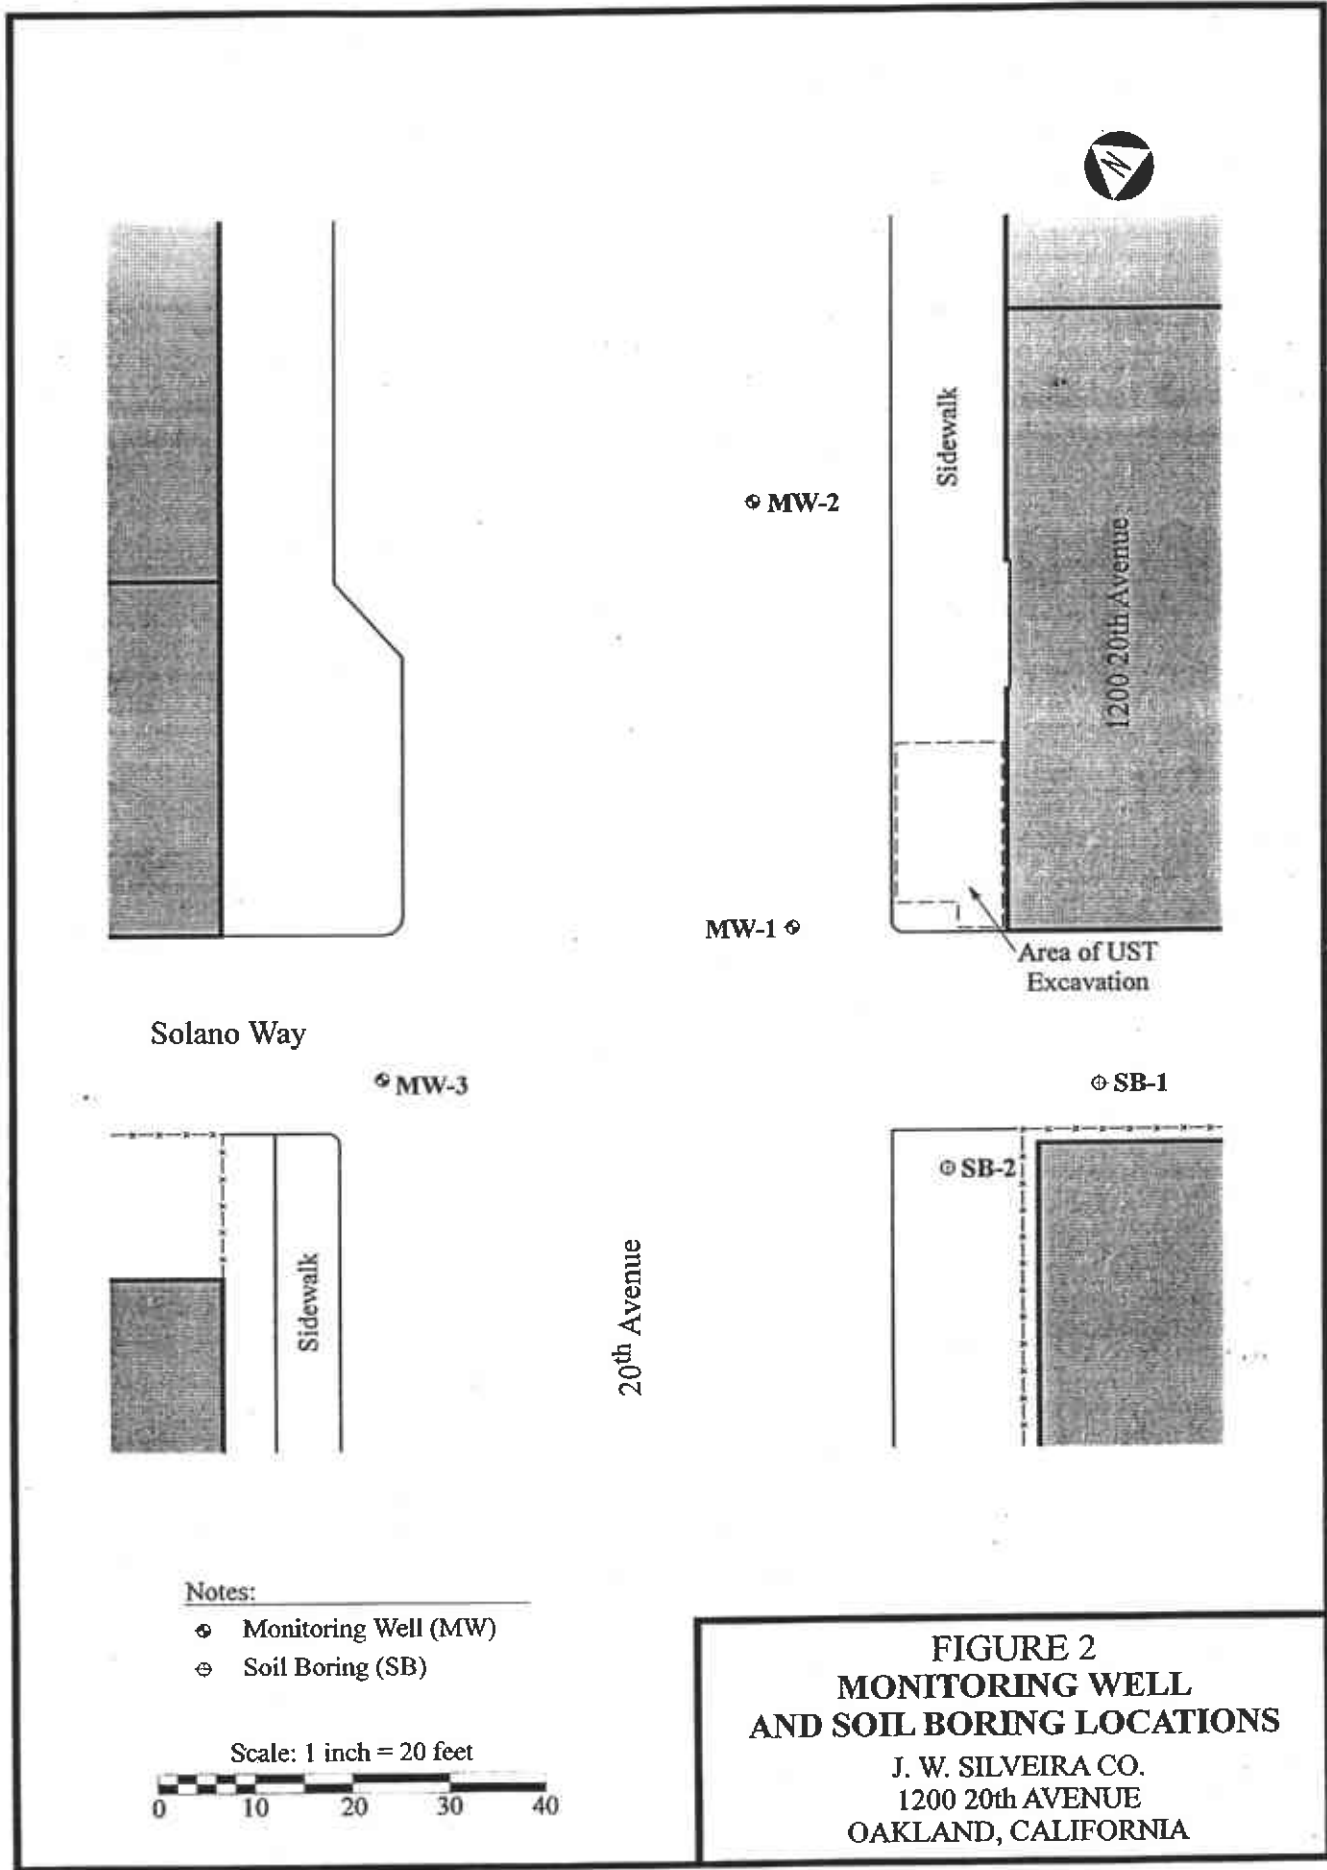 N
Sidewalk
MW-2
1200 20th Avenue
MW-1
Area of UST
Excavation
Solano Way
MW-3
SB-1
SB-2
Sidewalk
20th Avenue
Notes:
Monitoring Well (MW)
Soil Boring (SB)
Scale: 1 inch = 20 feet
0 10 20 30 40
FIGURE 2
MONITORING WELL
AND SOIL BORING LOCATIONS
J. W. SILVEIRA CO.
1200 20th AVENUE
OAKLAND, CALIFORNIA